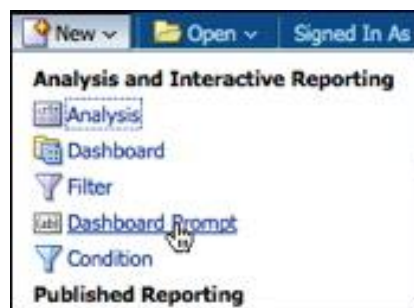 New Open Signed In As
Analysis and Interactive Reporting
Analysis
Dashboard
Filter
Dashboard Prompt
Condition
Published Reporting